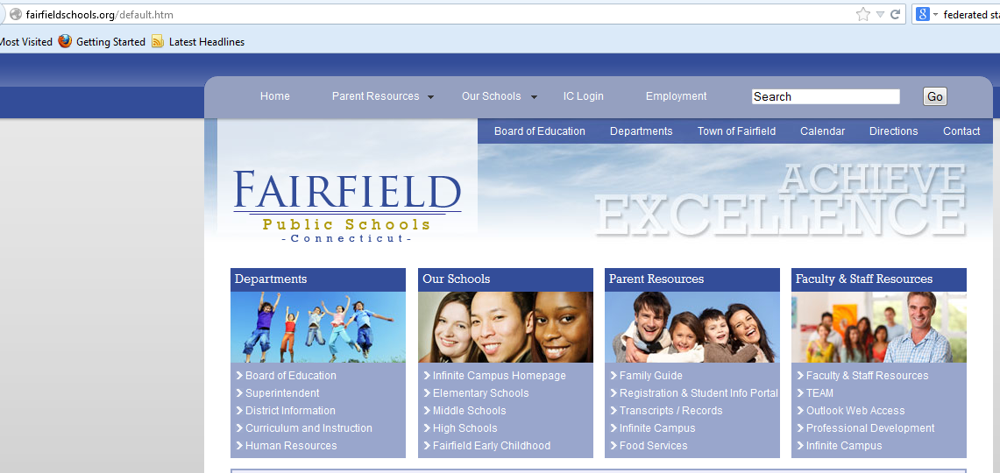 fairfieldschools.org/default.htm
federated sta
Most Visited Getting Started Latest Headlines
Home Parent Resources Our Schools IC Login Employment Search Go
Board of Education Departments Town of Fairfield Calendar Directions Contact
FAIRFIELD
Public Schools
-Connecticut-
ACHIEVE
EXCELLENCE
Departments
Board of Education
Superintendent
District Information
Curriculum and Instruction
Human Resources
Our Schools
Infinite Campus Homepage
Elementary Schools
Middle Schools
High Schools
Fairfield Early Childhood
Parent Resources
Family Guide
Registration & Student Info Portal
Transcripts / Records
Infinite Campus
Food Services
Faculty & Staff Resources
Faculty & Staff Resources
TEAM
Outlook Web Access
Professional Development
Infinite Campus